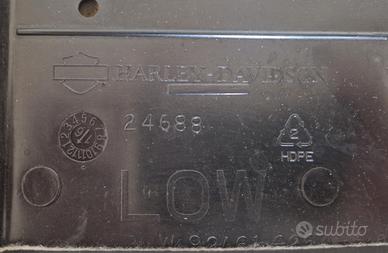 HARLEY-DAVIDSON
24688
2
HDPE
LOW
subito